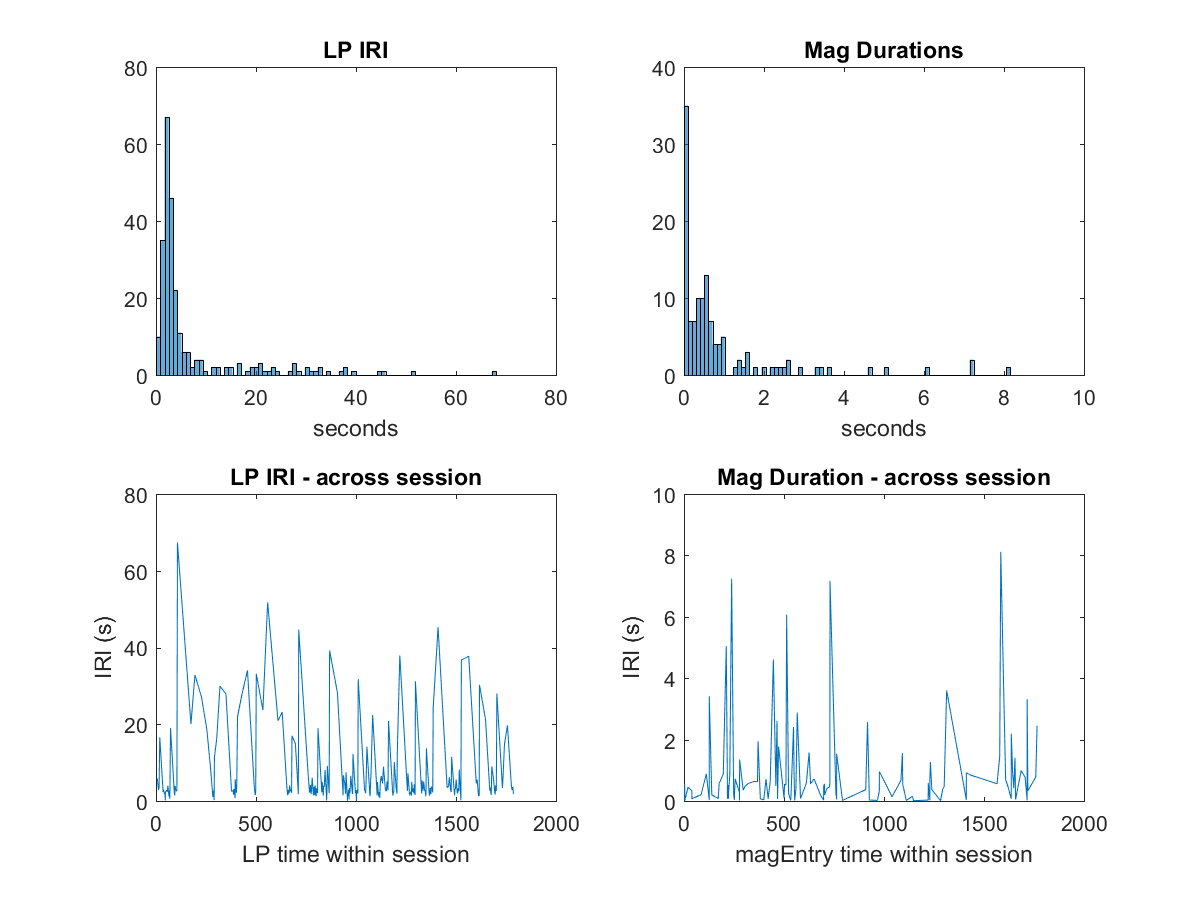 LP IRI
80
60
40
20
0
0 20 40 60 80
seconds
Mag Durations
40
30
20
10
0
0 2 4 6 8 10
seconds
LP IRI - across session
IRI (s)
80
60
40
20
0
0 500 1000 1500 2000
LP time within session
Mag Duration - across session
IRI (s)
10
8
6
4
2
0
0 500 1000 1500 2000
magEntry time within session